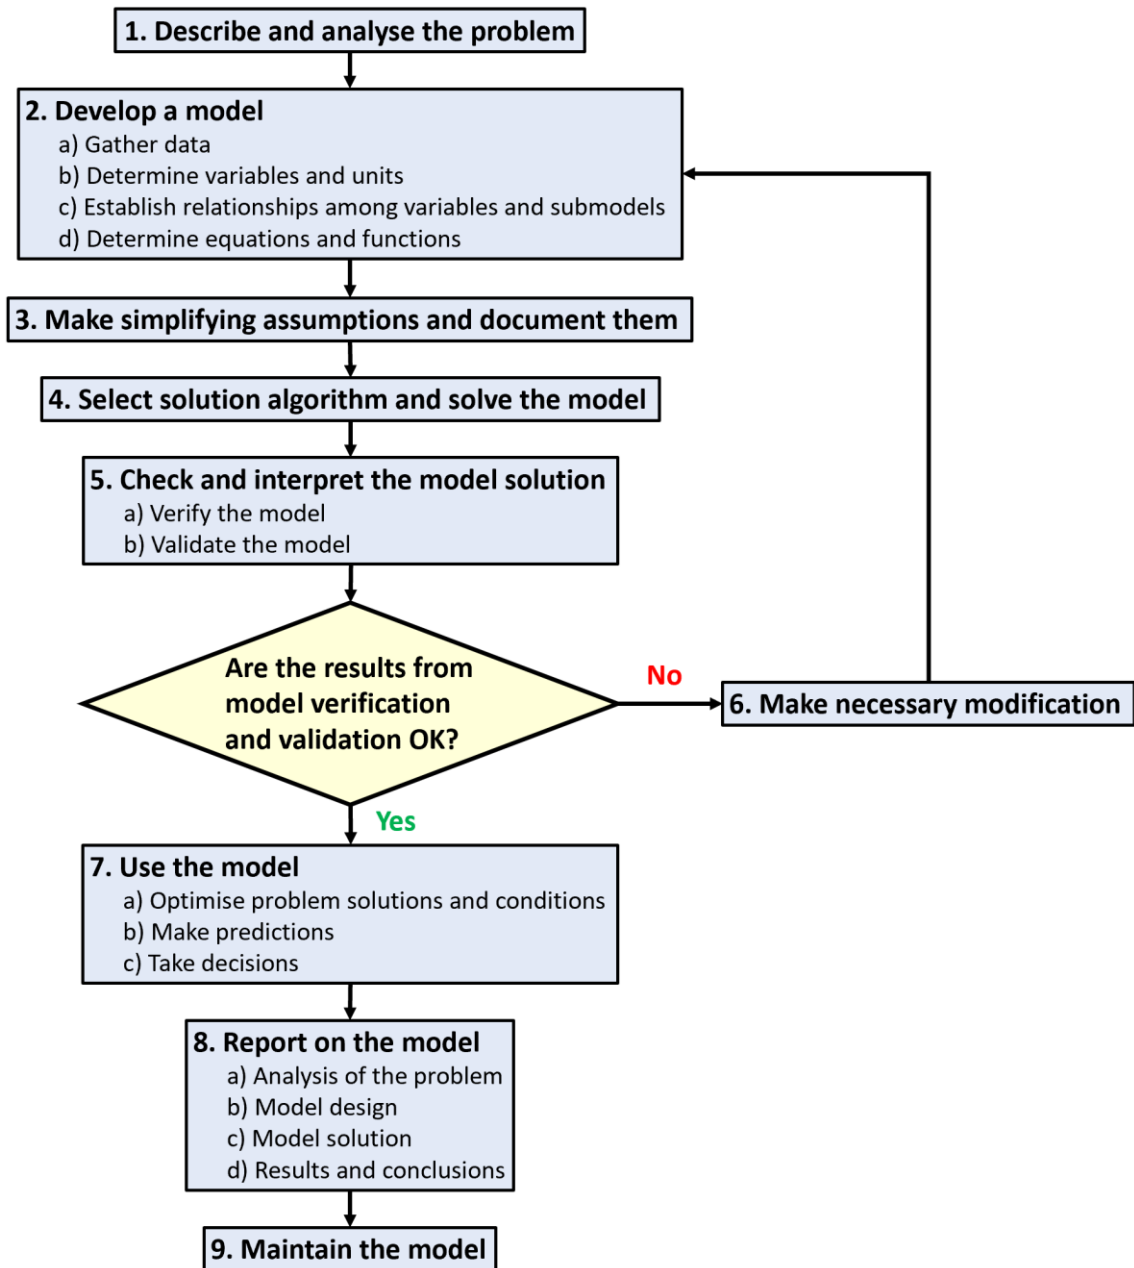 1. Describe and analyse the problem
2. Develop a model
a) Gather data
b) Determine variables and units
c) Establish relationships among variables and submodels
d) Determine equations and functions
3. Make simplifying assumptions and document them
4. Select solution algorithm and solve the model
5. Check and interpret the model solution
a) Verify the model
b) Validate the model
Are the results from
model verification
and validation OK?
No
6. Make necessary modification
Yes
7. Use the model
a) Optimise problem solutions and conditions
b) Make predictions
c) Take decisions
8. Report on the model
a) Analysis of the problem
b) Model design
c) Model solution
d) Results and conclusions
9. Maintain the model